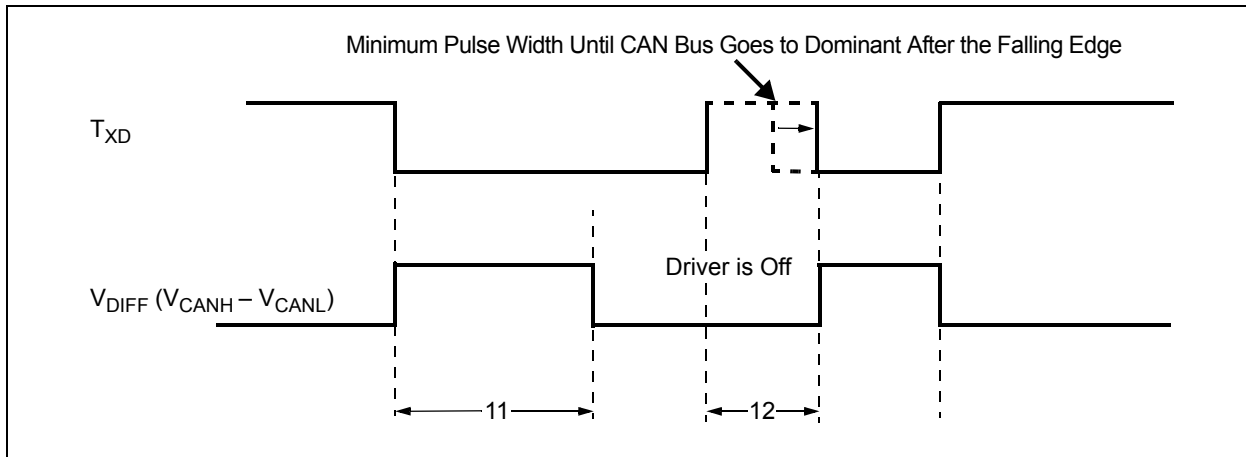 Minimum Pulse Width Until CAN Bus Goes to Dominant After the Falling Edge
TXD
Driver is Off
VDIFF (VCANH – VCANL)
11
12